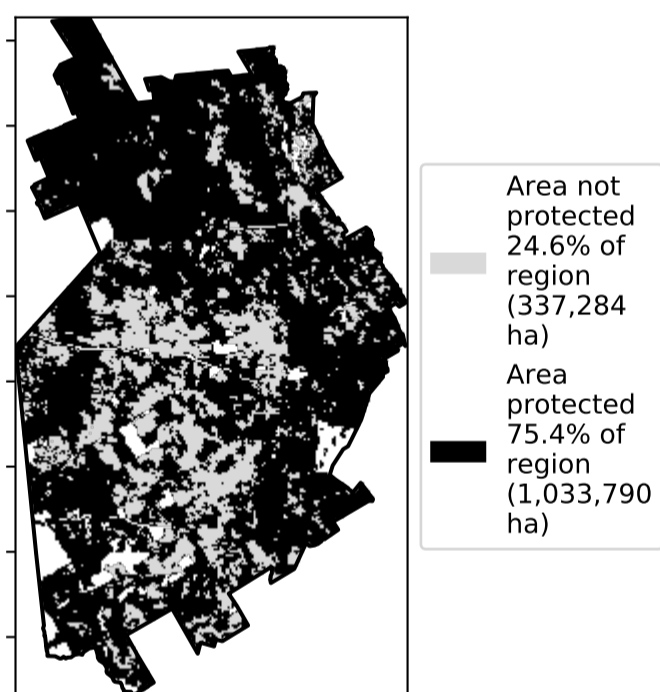 Area not
protected
24.6% of
region
(337,284
ha)
Area
protected
75.4% of
region
(1,033,790
ha)